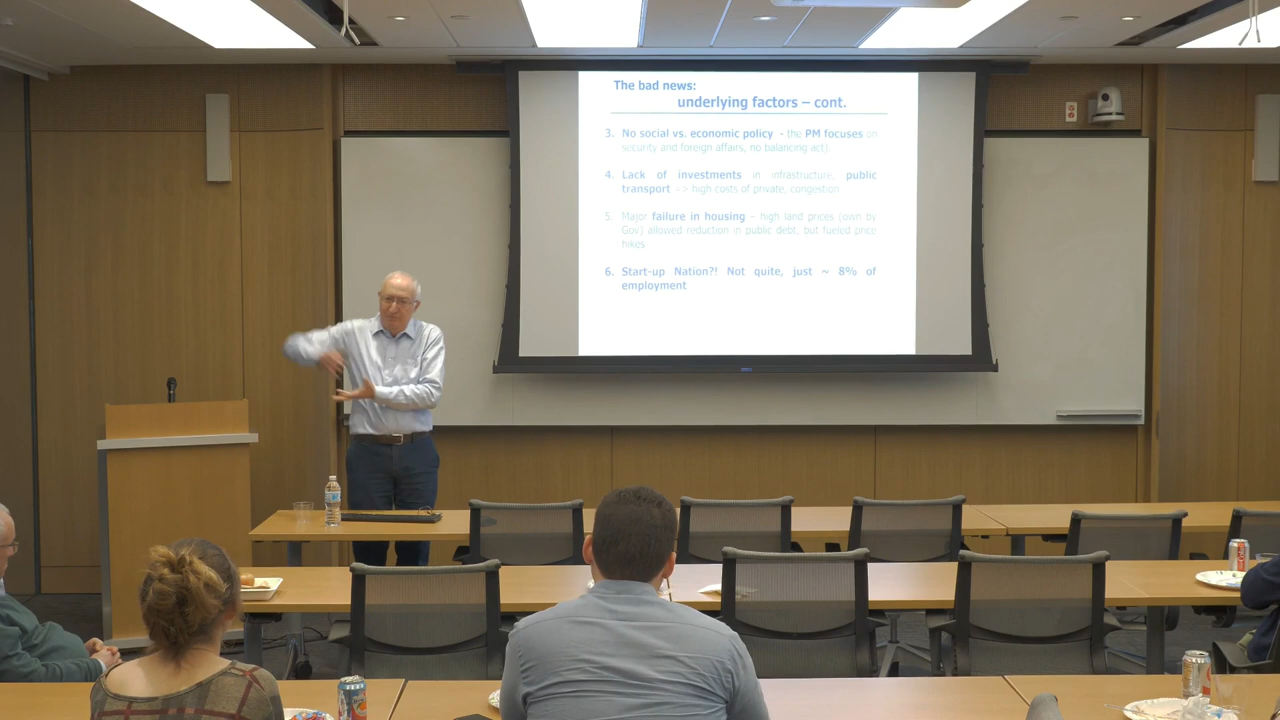 The bad news:
underlying factors – cont.
3. No social vs. economic policy - the PM focuses on
security and foreign affairs, no balancing act!
4. Lack of investments in infrastructure, public
transport => high costs of private, congestion
5. Major failure in housing – high land prices (own by
Gov) allowed reduction in public debt, but fueled price
hikes
6. Start-up Nation?! Not quite, just ~ 8% of
employment